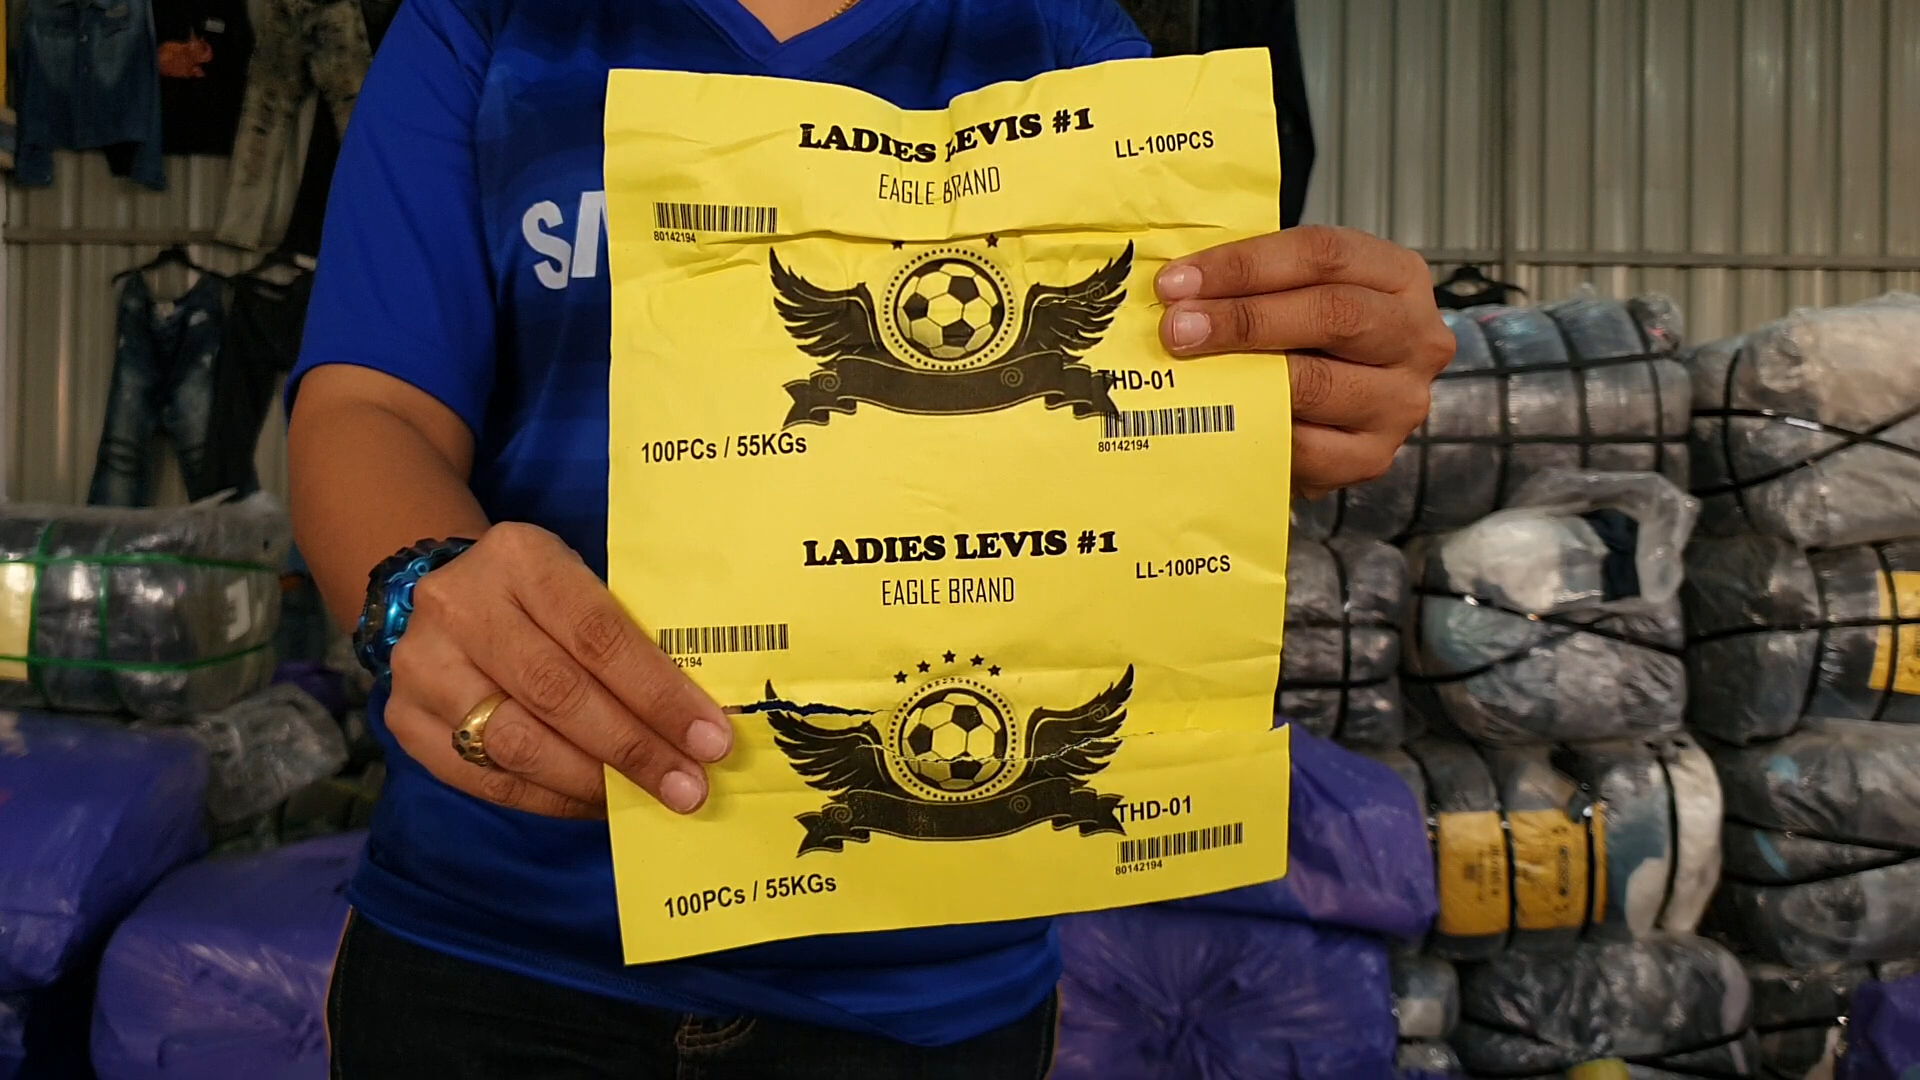 LADIES LEVIS #1
LL-100PCS
EAGLE BRAND
80142194
THD-01
80142194
100PCs / 55KGs
LADIES LEVIS #1
LL-100PCS
EAGLE BRAND
42194
THD-01
80142194
100PCs / 55KGs